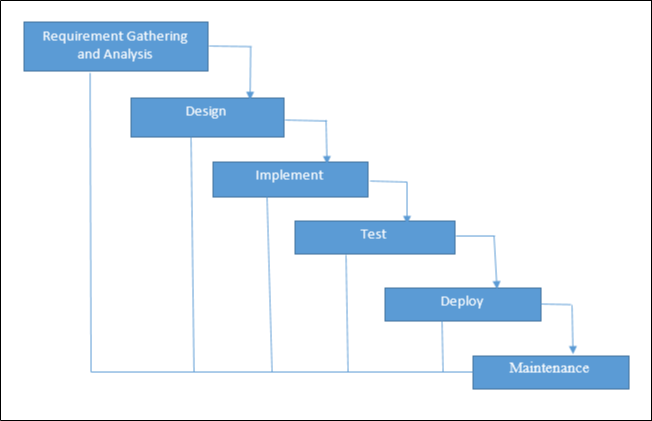 Requirement Gathering
and Analysis
Design
Implement
Test
Deploy
Maintenance